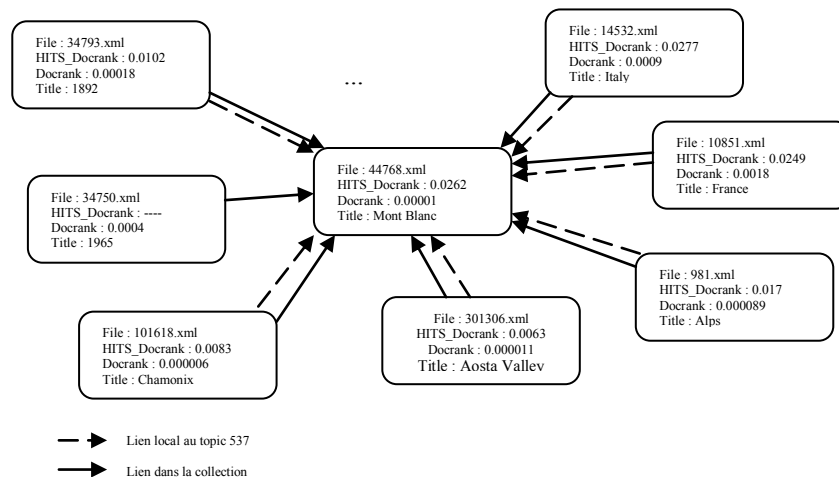 File : 34793.xml
HITS_Docrank : 0.0102
Docrank : 0.00018
Title : 1892
...
File : 14532.xml
HITS_Docrank : 0.0277
Docrank : 0.0009
Title : Italy
File : 44768.xml
HITS_Docrank : 0.0262
Docrank : 0.00001
Title : Mont Blanc
File : 10851.xml
HITS_Docrank : 0.0249
Docrank : 0.0018
Title : France
File : 34750.xml
HITS_Docrank : ----
Docrank : 0.0004
Title : 1965
File : 981.xml
HITS_Docrank : 0.017
Docrank : 0.000089
Title : Alps
File : 101618.xml
HITS_Docrank : 0.0083
Docrank : 0.000006
Title : Chamonix
File : 301306.xml
HITS_Docrank : 0.0063
Docrank : 0.000011
Title : Aosta Valley
Lien local au topic 537
Lien dans la collection